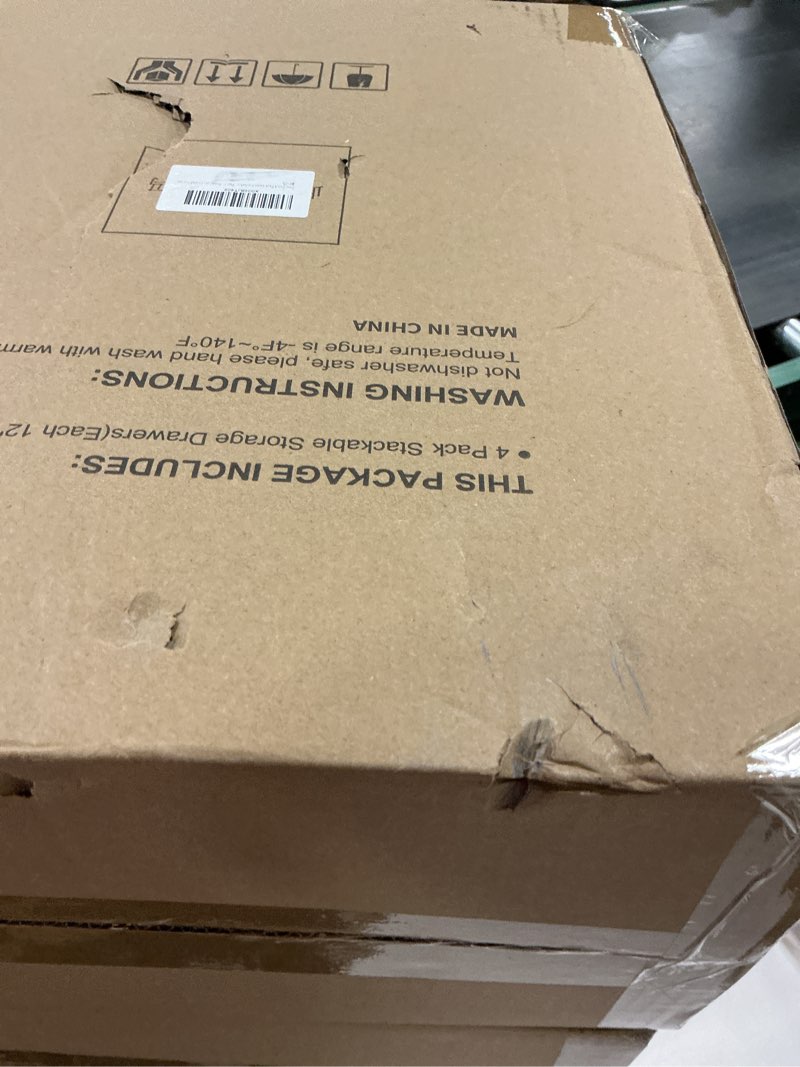 THIS PACKAGE INCLUDES:
• 4 Pack Stackable Storage Drawers(Each 12"
WASHING INSTRUCTIONS:
Not dishwasher safe, please hand wash with warm
Temperature range is -4F°~140°F
MADE IN CHINA